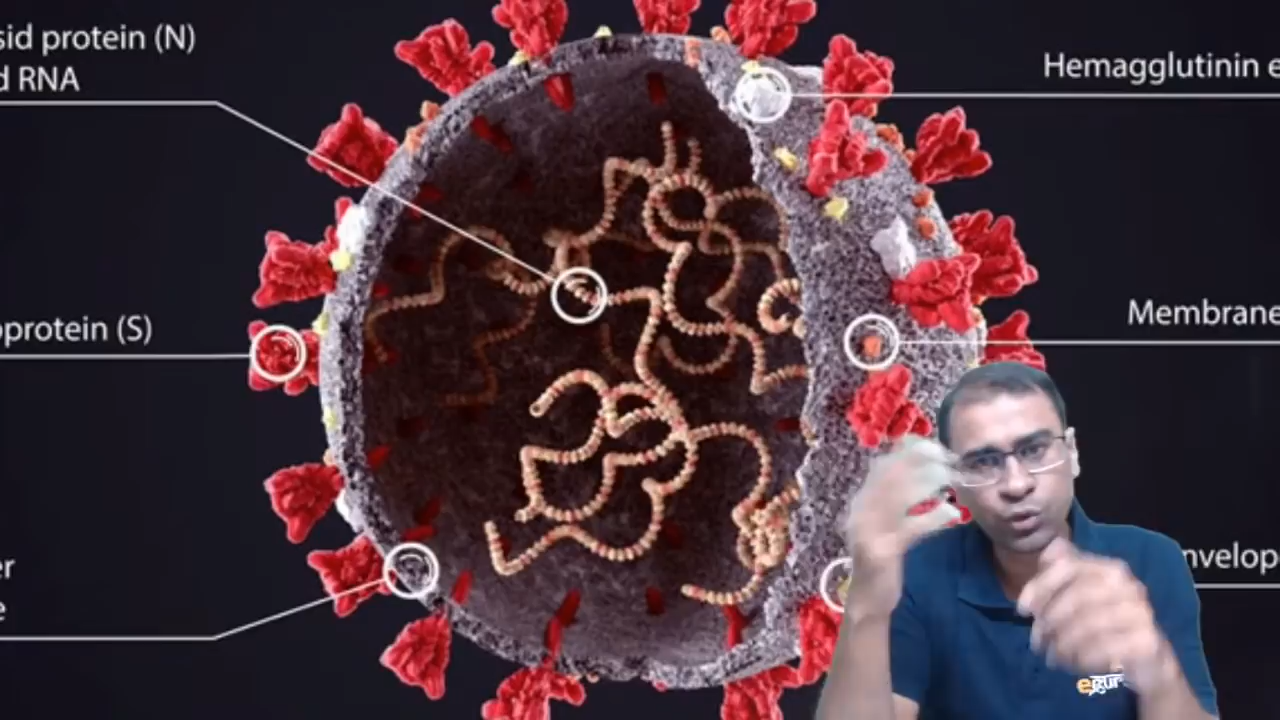 sid protein (N)
d RNA
Hemagglutinin e
Membrane
oprotein (S)
nvelop
er
e